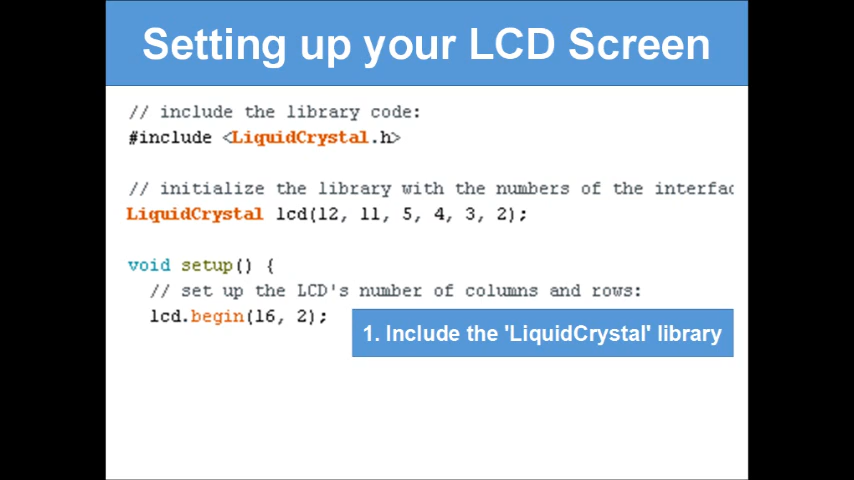 Setting up your LCD Screen
// include the library code:
#include <LiquidCrystal.h>
// initialize the library with the numbers of the interfac
LiquidCrystal lcd(12, 11, 5, 4, 3, 2);
void setup() {
// set up the LCD's number of columns and rows:
lcd.begin(16, 2);
1. Include the 'LiquidCrystal' library